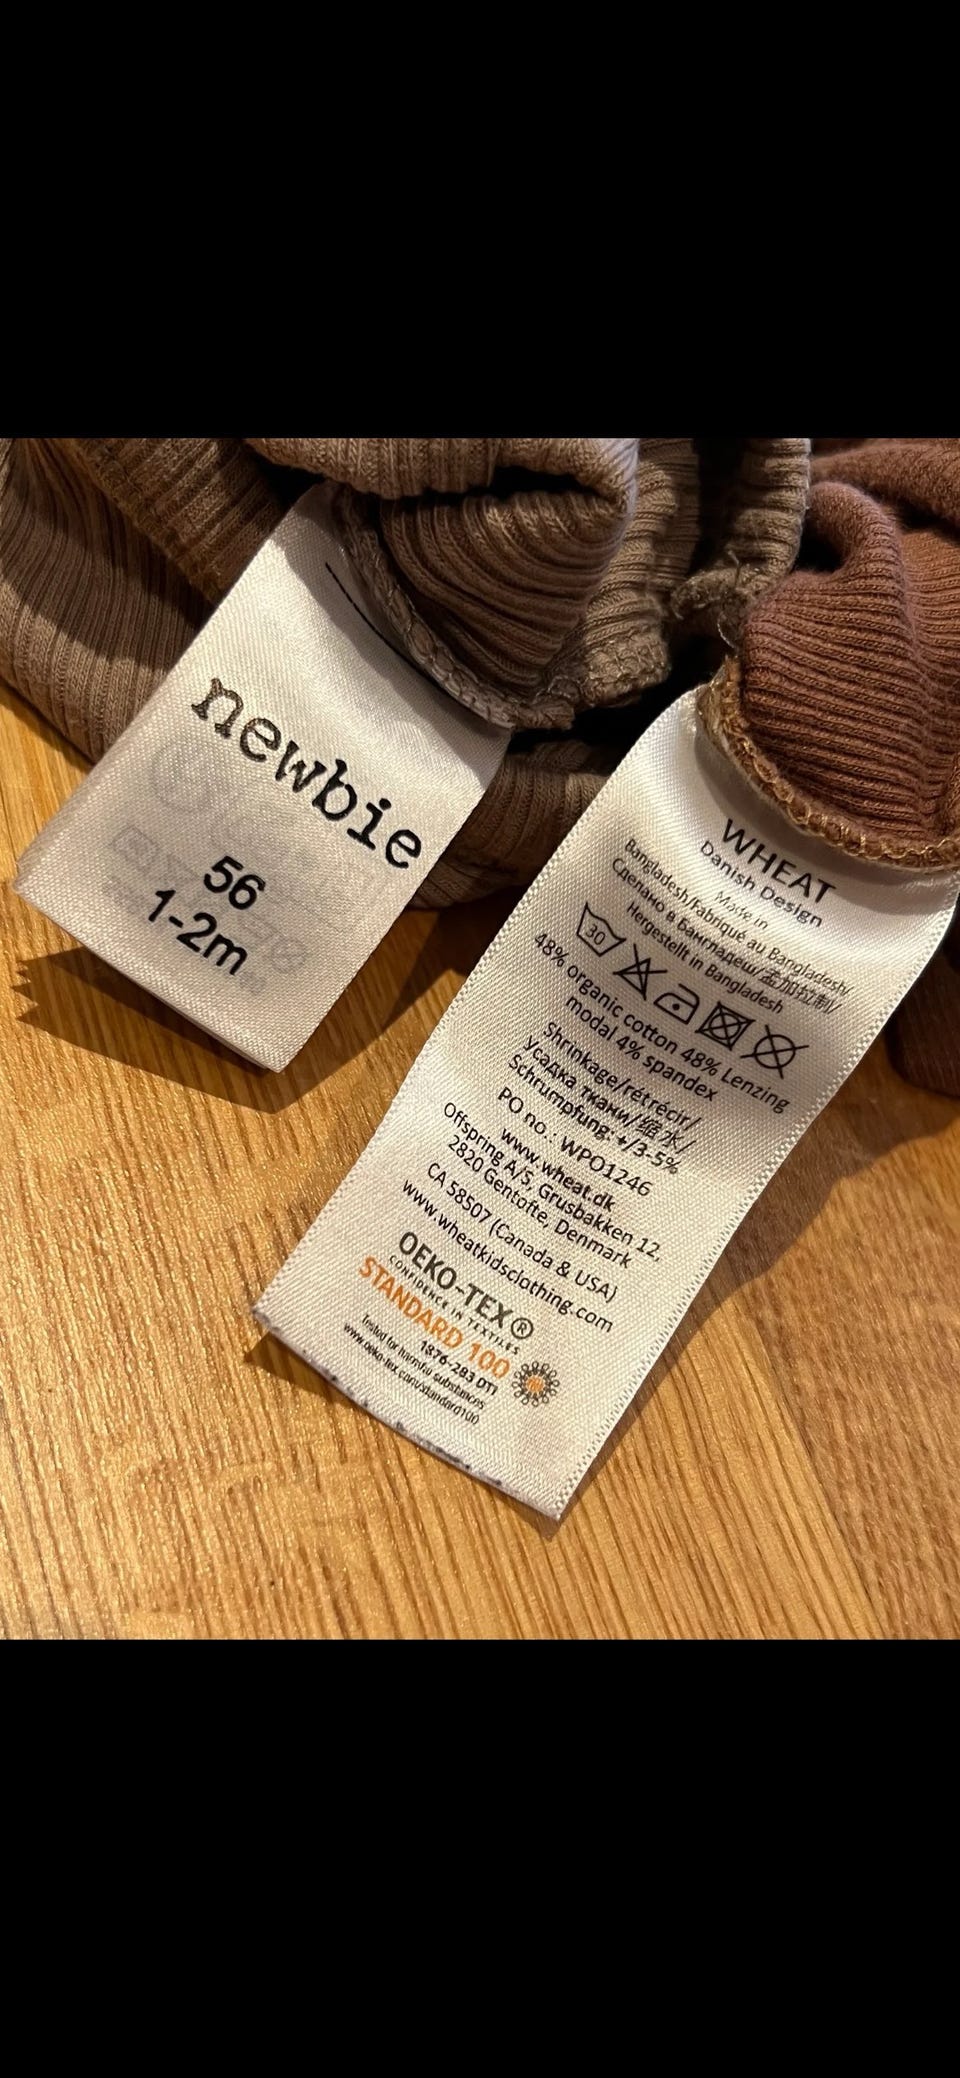 newbie
56
1-2m
WHEAT
Danish Design
Made in
Bangladesh/Fabriqué au Bangladesh/
Сделано в Бангладеш/孟加拉制/
Hergestellt in Bangladesh
30
48% organic cotton 48% Lenzing
modal 4% spandex
Shrinkage/rétrécir/
усадка ткани/缩水/
Schrumpfung: +/3-5%
PO no.: WPO1246
www.wheat.dk
Offspring A/S, Grusbakken 12,
2820 Gentofte, Denmark
CA 58507 (Canada & USA)
www.wheatkidsclothing.com
OEKO-TEX®
CONFIDENCE IN TEXTILES
STANDARD 100
1876-283 DTI
Tested for harmful substances
www.oeko-tex.com/standard100